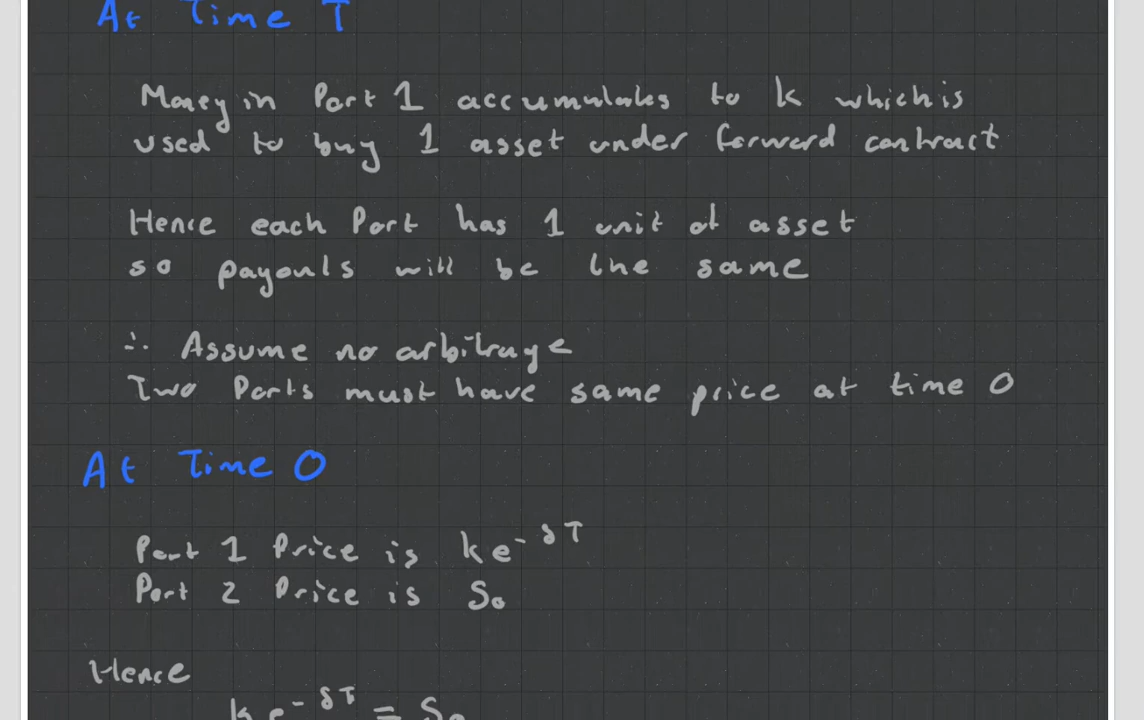 At Time T
Money in Port 1 accumulates to k which is
used to buy 1 asset under forward contract
Hence each Port has 1 unit of asset
so payouts will be the same
∴ Assume no arbitrage
Two Ports must have same price at time 0
At Time 0
Port 1 Price is ke^{-δT}
Port 2 Price is S₀
Hence
ke^{-δT} = S₀